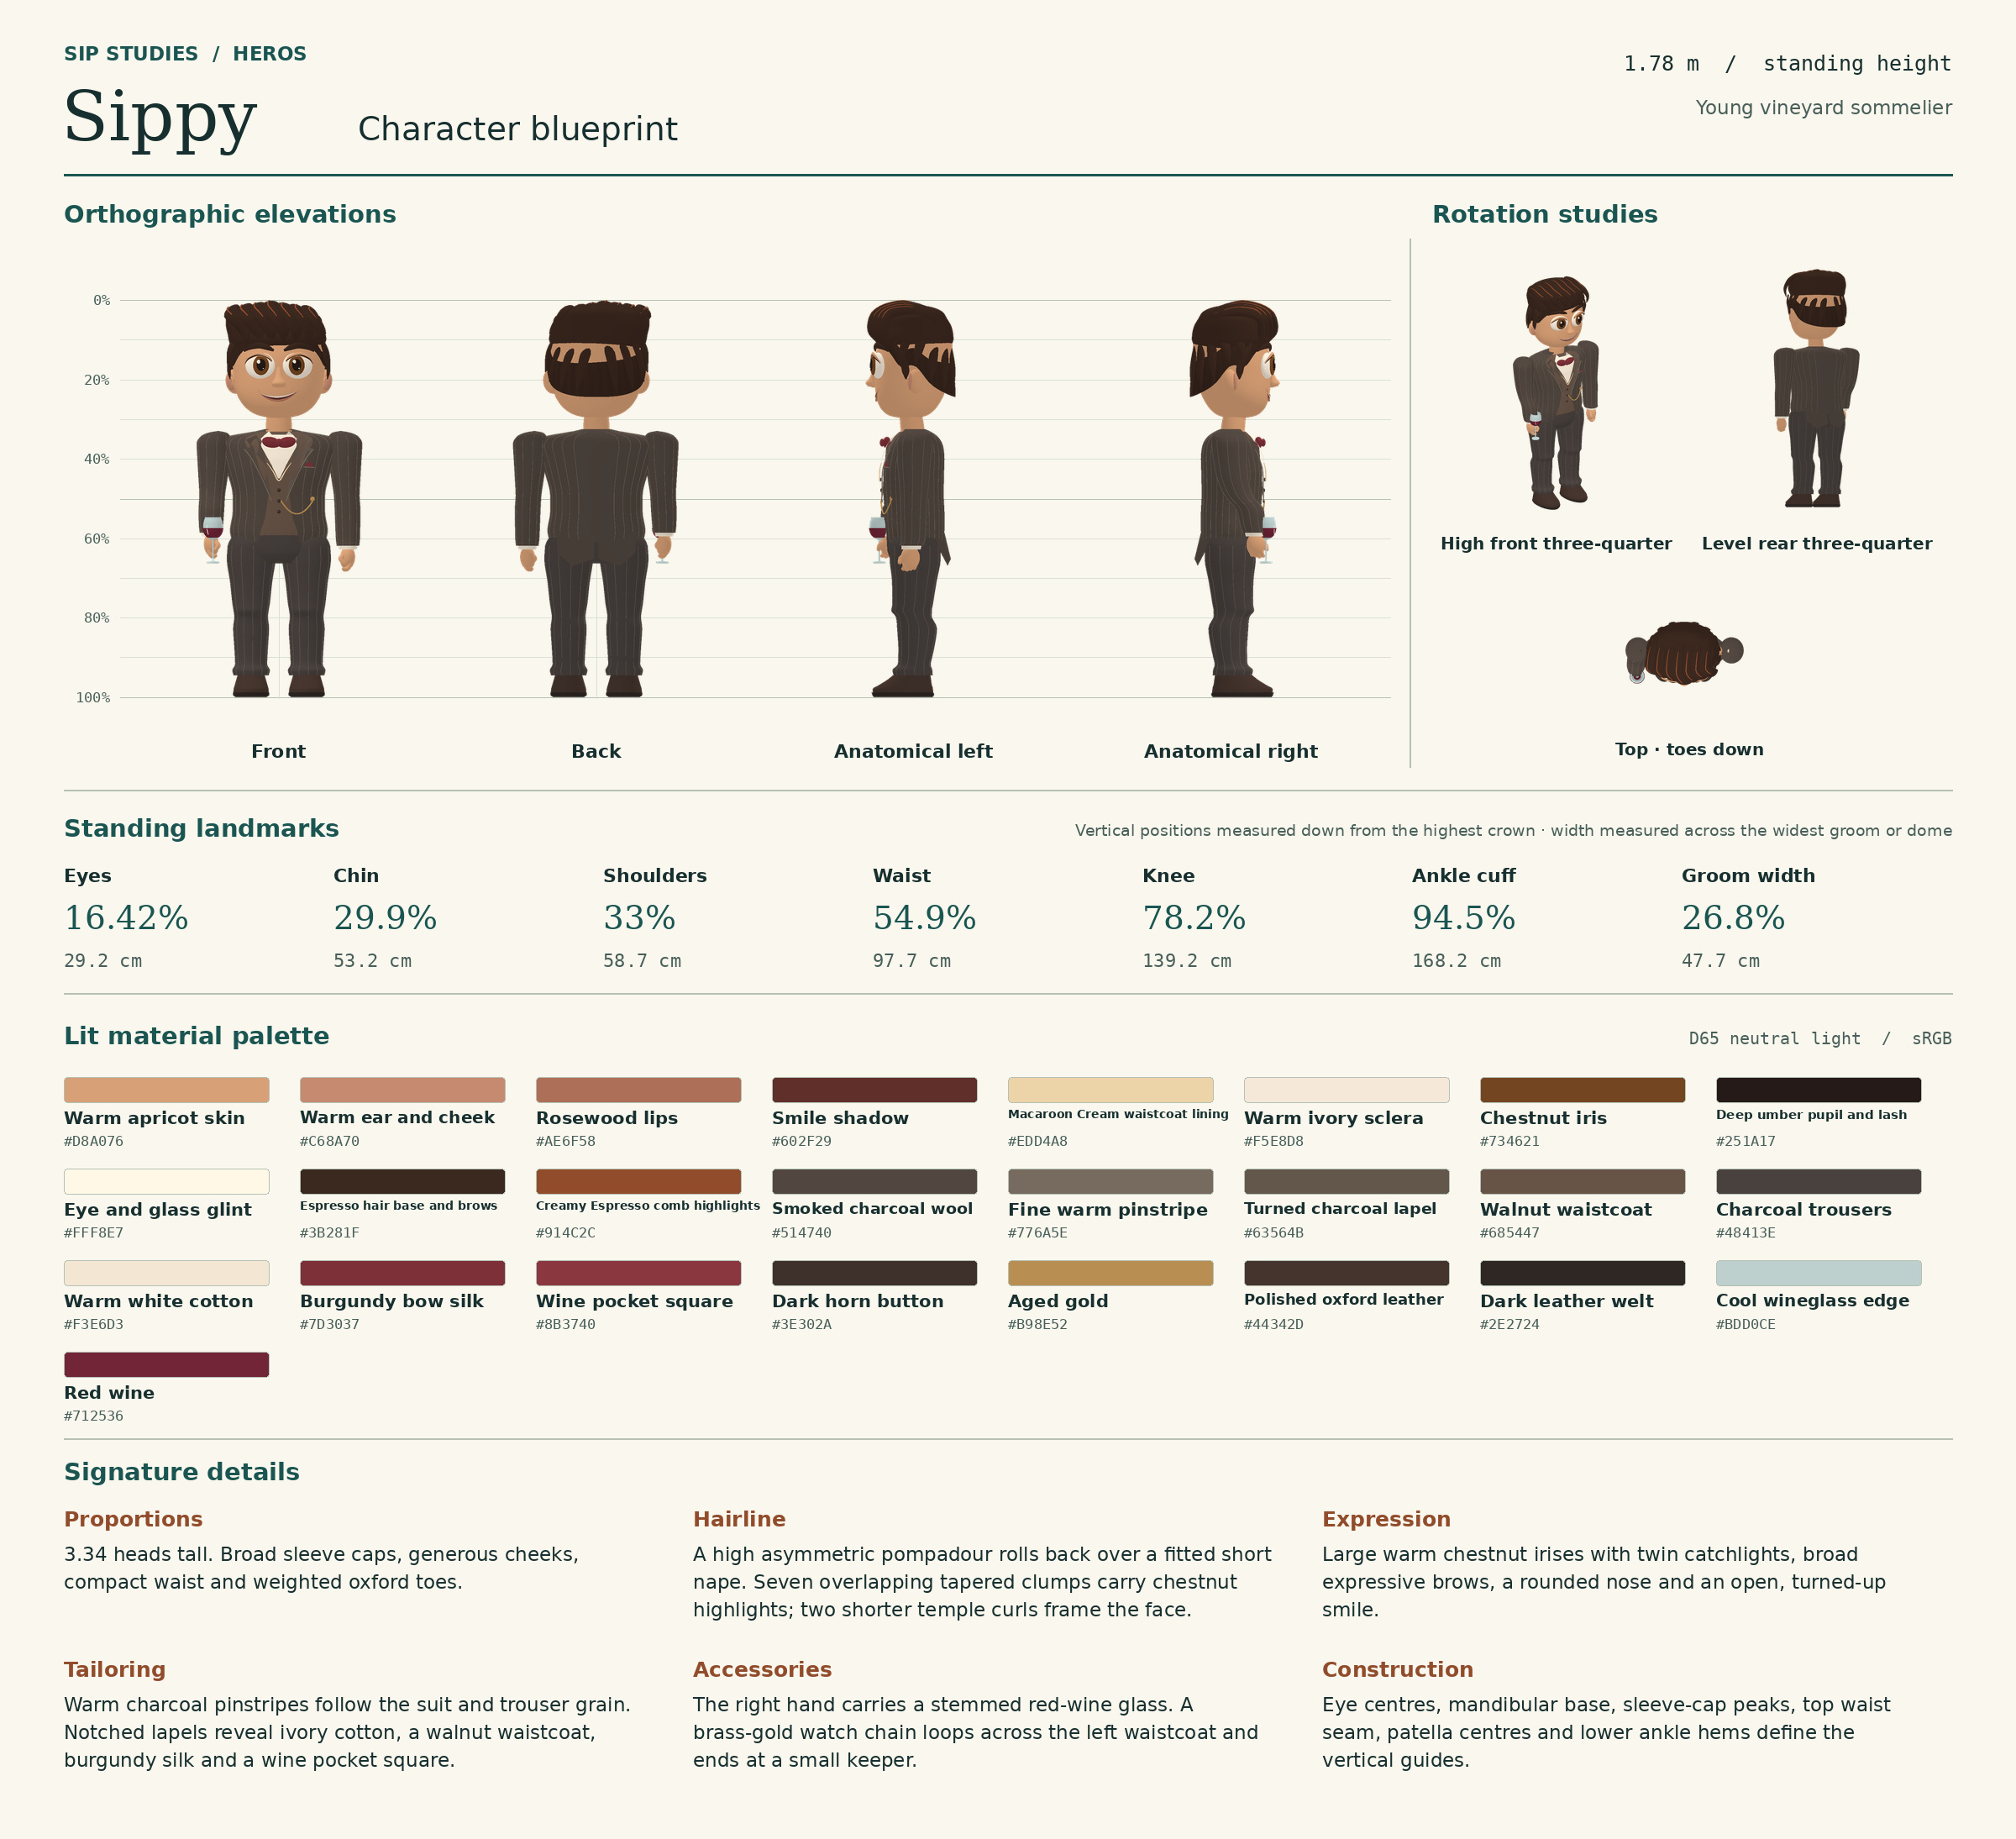 SIP STUDIES / HEROS
Sippy
Character blueprint
1.78 m / standing height
Young vineyard sommelier
Orthographic elevations
Rotation studies
0%
20%
40%
60%
80%
100%
Front
Back
Anatomical left
Anatomical right
High front three-quarter
Level rear three-quarter
Top · toes down
Standing landmarks
Vertical positions measured down from the highest crown · width measured across the widest groom or dome
Eyes
16.42%
29.2 cm
Chin
29.9%
53.2 cm
Shoulders
33%
58.7 cm
Waist
54.9%
97.7 cm
Knee
78.2%
139.2 cm
Ankle cuff
94.5%
168.2 cm
Groom width
26.8%
47.7 cm
Lit material palette
D65 neutral light / sRGB
Warm apricot skin
#D8A076
Warm ear and cheek
#C68A70
Rosewood lips
#AE6F58
Smile shadow
#602F29
Macaroon Cream waistcoat lining
#EDD4A8
Warm ivory sclera
#F5E8D8
Chestnut iris
#734621
Deep umber pupil and lash
#251A17
Eye and glass glint
#FFF8E7
Espresso hair base and brows
#3B281F
Creamy Espresso comb highlights
#914C2C
Smoked charcoal wool
#514740
Fine warm pinstripe
#776A5E
Turned charcoal lapel
#63564B
Walnut waistcoat
#685447
Charcoal trousers
#48413E
Warm white cotton
#F3E6D3
Burgundy bow silk
#7D3037
Wine pocket square
#8B3740
Dark horn button
#3E302A
Aged gold
#B98E52
Polished oxford leather
#44342D
Dark leather welt
#2E2724
Cool wineglass edge
#BDD0CE
Red wine
#712536
Signature details
Proportions
3.34 heads tall. Broad sleeve caps, generous cheeks,
compact waist and weighted oxford toes.
Hairline
A high asymmetric pompadour rolls back over a fitted short
nape. Seven overlapping tapered clumps carry chestnut
highlights; two shorter temple curls frame the face.
Expression
Large warm chestnut irises with twin catchlights, broad
expressive brows, a rounded nose and an open, turned-up
smile.
Tailoring
Warm charcoal pinstripes follow the suit and trouser grain.
Notched lapels reveal ivory cotton, a walnut waistcoat,
burgundy silk and a wine pocket square.
Accessories
The right hand carries a stemmed red-wine glass. A
brass-gold watch chain loops across the left waistcoat and
ends at a small keeper.
Construction
Eye centres, mandibular base, sleeve-cap peaks, top waist
seam, patella centres and lower ankle hems define the
vertical guides.